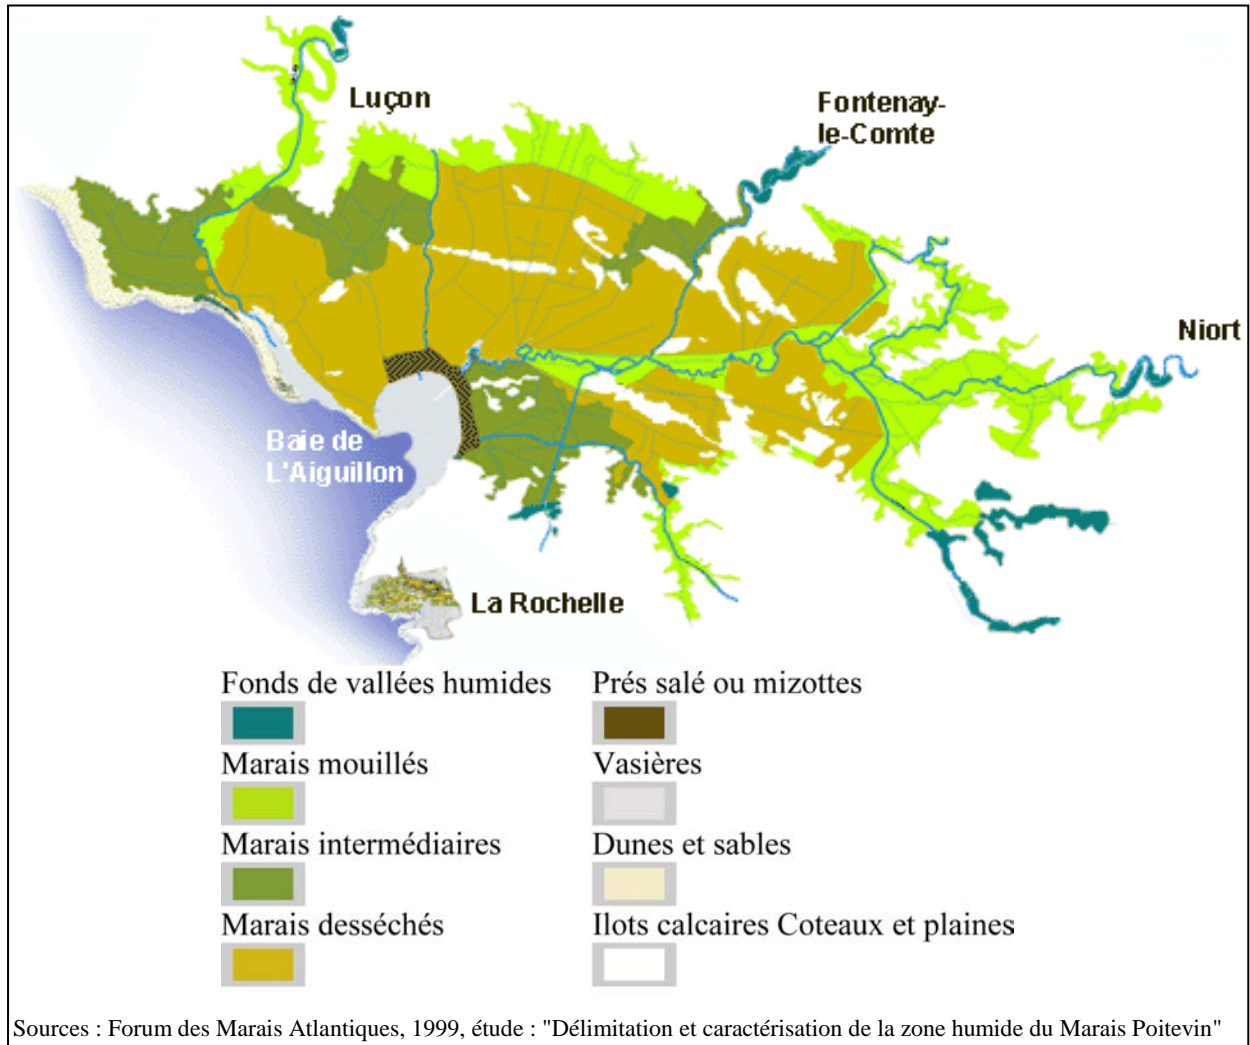 Luçon
Fontenay-
le-Comte
Niort
Baie de
L'Aiguillon
La Rochelle
Fonds de vallées humides
Prés salé ou mizottes
Marais mouillés
Vasières
Marais intermédiaires
Dunes et sables
Marais desséchés
Ilots calcaires Coteaux et plaines
Sources : Forum des Marais Atlantiques, 1999, étude : "Délimitation et caractérisation de la zone humide du Marais Poitevin"